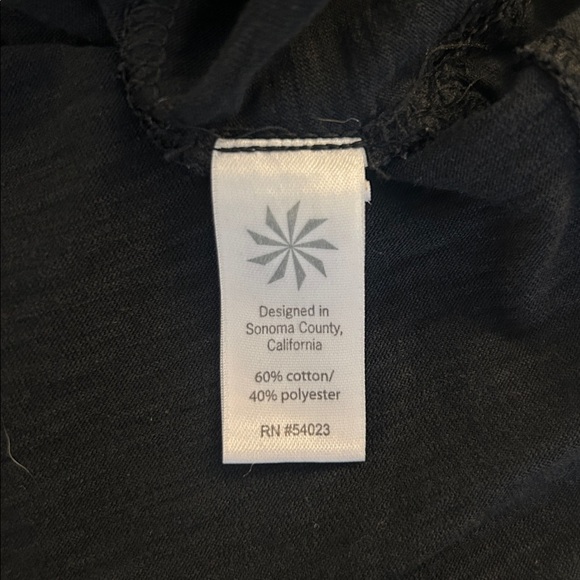 Designed in
Sonoma County,
California
60% cotton/
40% polyester
RN #54023